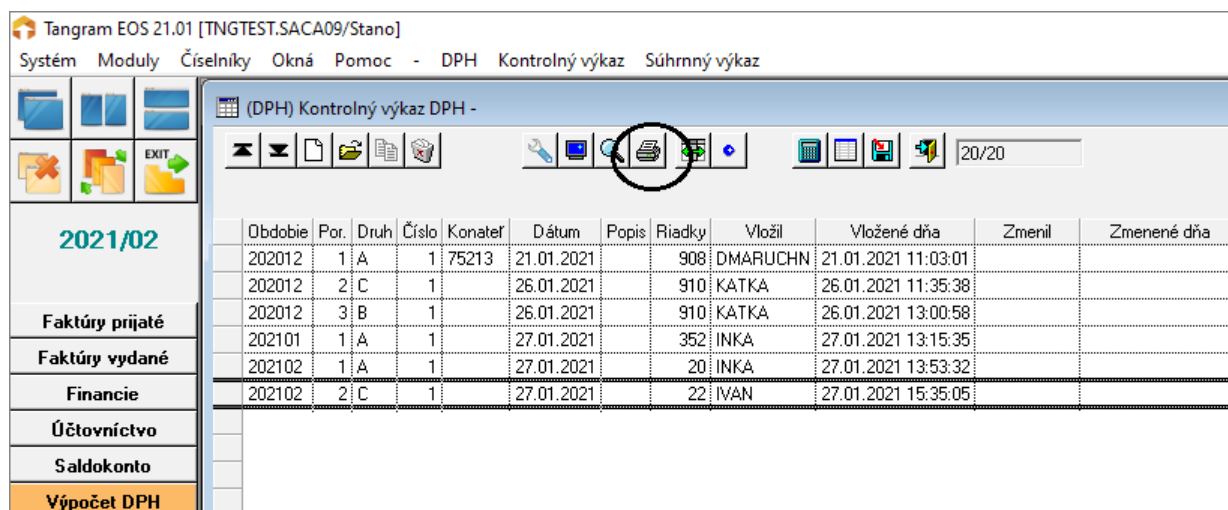 Tangram EOS 21.01 [TNGTEST.SACA09/Stano]
Systém Moduly Číselníky Okná Pomoc - DPH Kontrolný výkaz Súhrnný výkaz
(DPH) Kontrolný výkaz DPH -
EXIT
20/20
2021/02
Obdobie Por. Druh Číslo Konateľ Dátum Popis Riadky Vložil Vložené dňa Zmenil Zmenené dňa
202012 1 A 1 75213 21.01.2021 908 DMARUCHN 21.01.2021 11:03:01
202012 2 C 1 26.01.2021 910 KATKA 26.01.2021 11:35:38
202012 3 B 1 26.01.2021 910 KATKA 26.01.2021 13:00:58
202101 1 A 1 27.01.2021 352 INKA 27.01.2021 13:15:35
202102 1 A 1 27.01.2021 20 INKA 27.01.2021 13:53:32
202102 2 C 1 27.01.2021 22 IVAN 27.01.2021 15:35:05
Faktúry prijaté
Faktúry vydané
Financie
Účtovníctvo
Saldokonto
Výpočet DPH